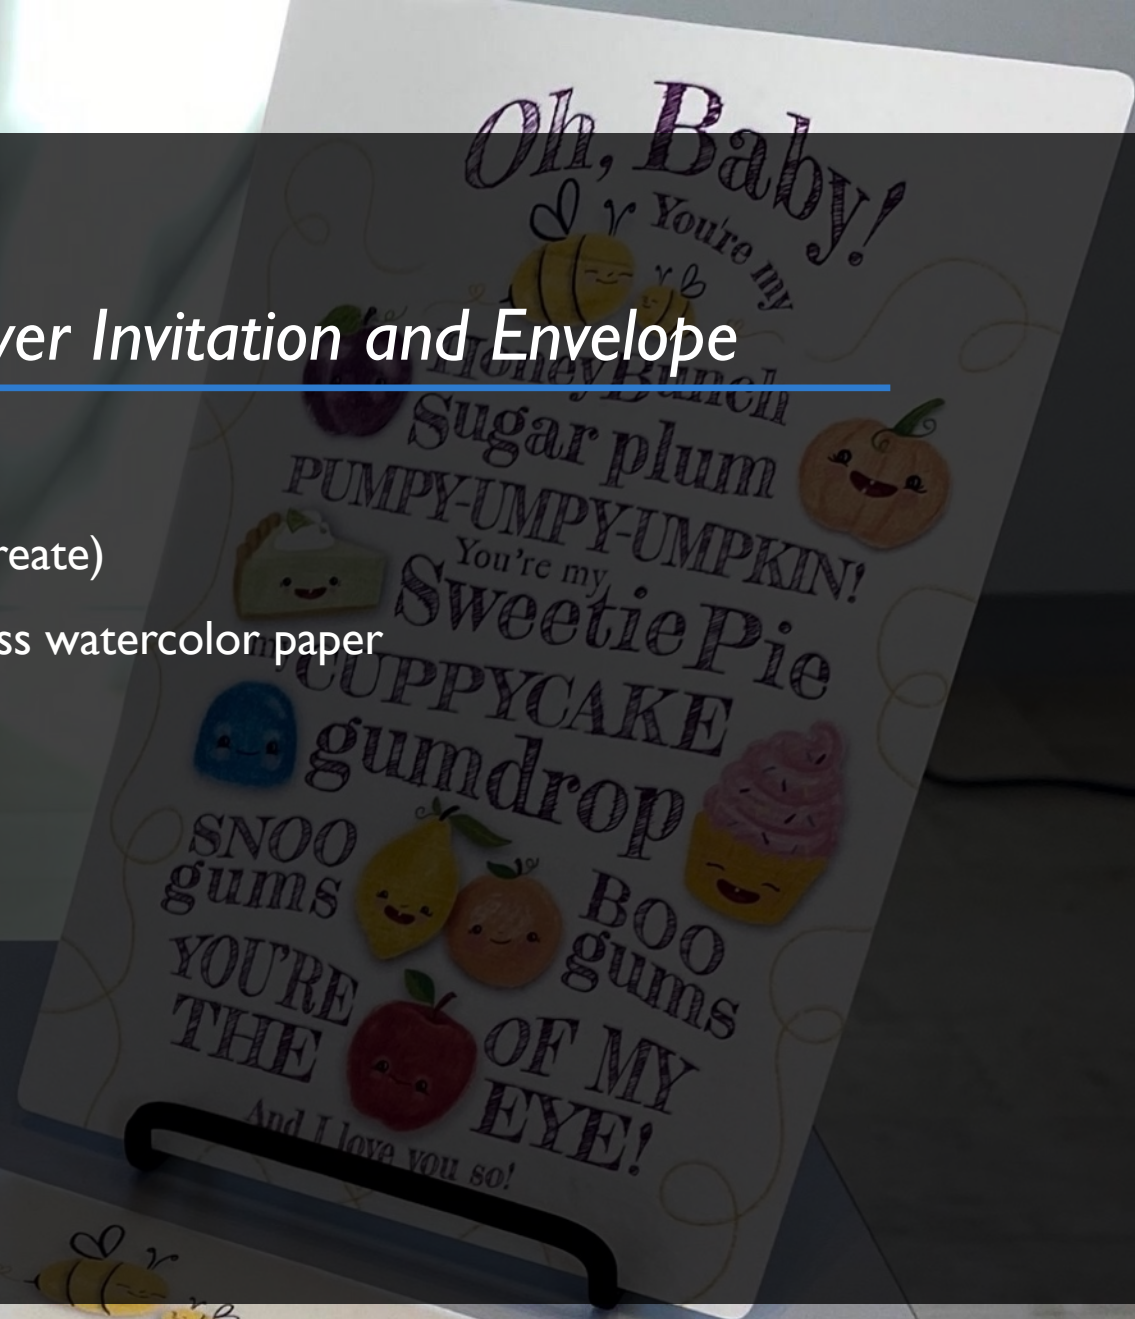 Oh, Baby!
You're my
ver Invitation and Envelope
HoneyBunch
Sugar plum
PUMPY-UMPY-UMPKIN!
reate)
You're my
Sweetie Pie
ss watercolor paper
my CUPPYCAKE
gumdrop
SNOO
gums
BOO
gums
YOU'RE
THE
OF MY
EYE!
And I love you so!